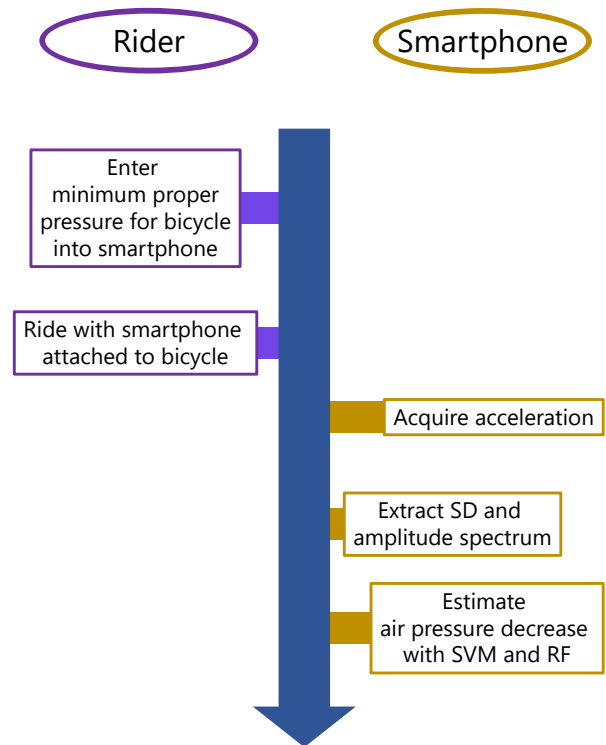 Rider
Smartphone
Enter
minimum proper
pressure for bicycle
into smartphone
Ride with smartphone
attached to bicycle
Acquire acceleration
Extract SD and
amplitude spectrum
Estimate
air pressure decrease
with SVM and RF